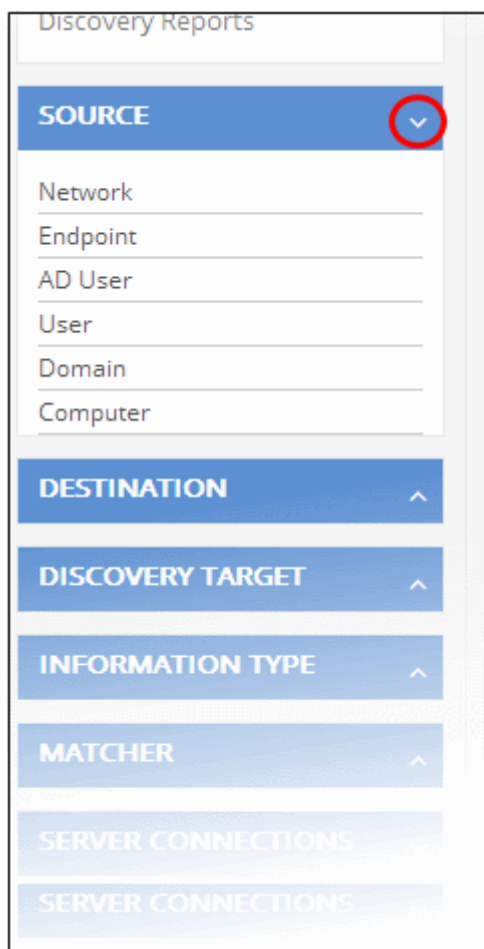 Discovery Reports
SOURCE
Network
Endpoint
AD User
User
Domain
Computer
DESTINATION
DISCOVERY TARGET
INFORMATION TYPE
MATCHER
SERVER CONNECTIONS
SERVER CONNECTIONS